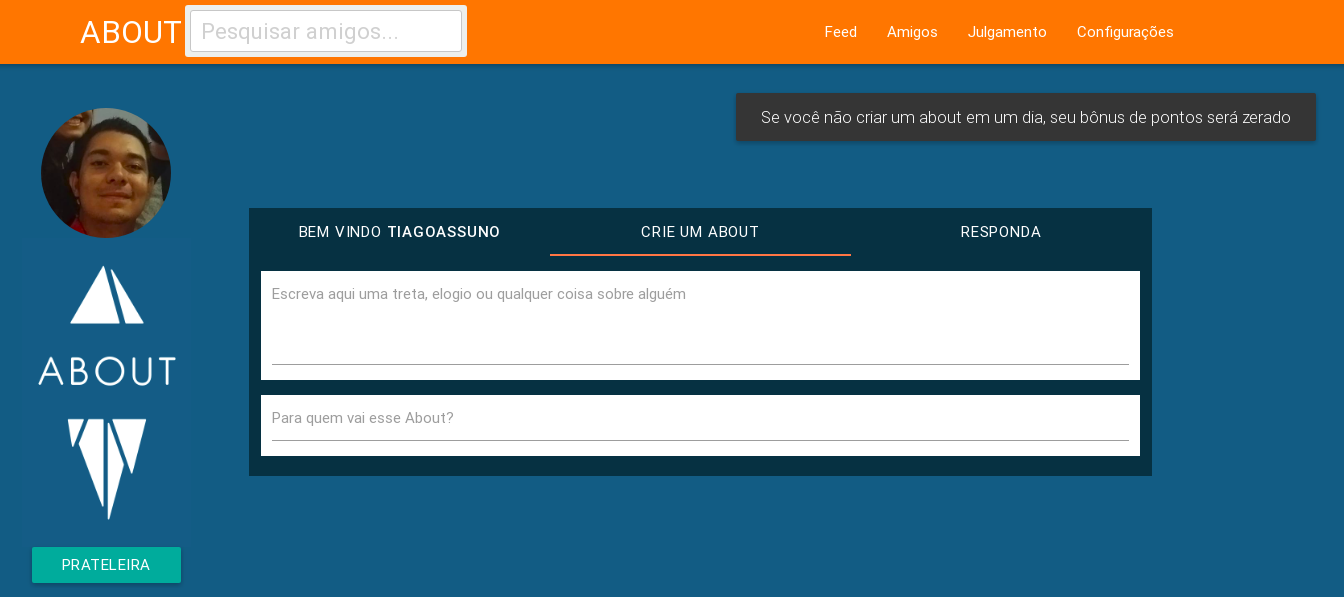 ABOUT
Pesquisar amigos...
Feed
Amigos
Julgamento
Configurações
Se você não criar um about em um dia, seu bônus de pontos será zerado
BEM VINDO TIAGOASSUNO
CRIE UM ABOUT
RESPONDA
Escreva aqui uma treta, elogio ou qualquer coisa sobre alguém
Para quem vai esse About?
ABOUT
PRATELEIRA